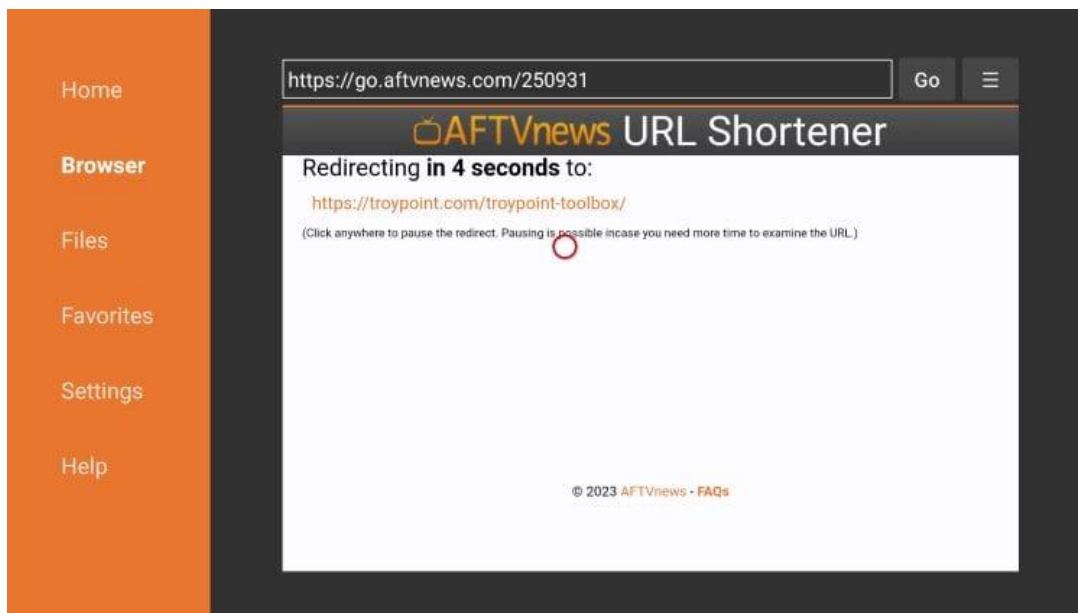 Home
Browser
Files
Favorites
Settings
Help
https://go.aftvnews.com/250931 Go
AFTVnews URL Shortener
Redirecting in 4 seconds to:
https://troypoint.com/troypoint-toolbox/
(Click anywhere to pause the redirect. Pausing is possible incase you need more time to examine the URL.)
© 2023 AFTVnews - FAQs